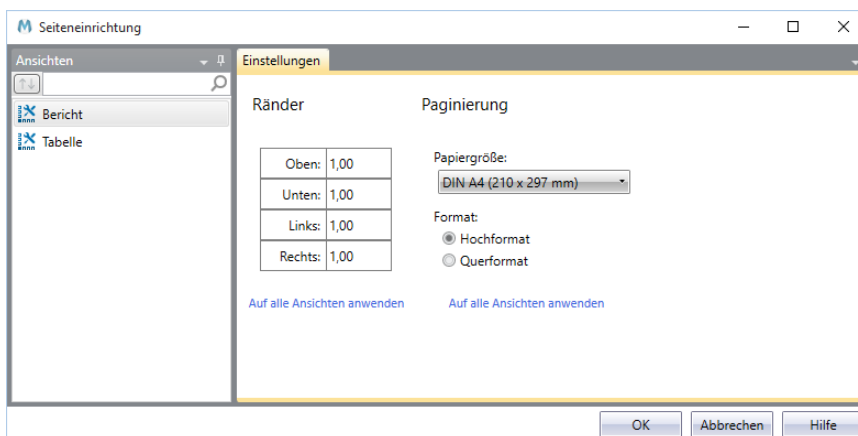 Seiteneinrichtung
Ansichten
Bericht
Tabelle
Einstellungen
Ränder
Oben: 1,00
Unten: 1,00
Links: 1,00
Rechts: 1,00
Auf alle Ansichten anwenden
Paginierung
Papiergröße:
DIN A4 (210 x 297 mm)
Format:
Hochformat
Querformat
Auf alle Ansichten anwenden
OK
Abbrechen
Hilfe